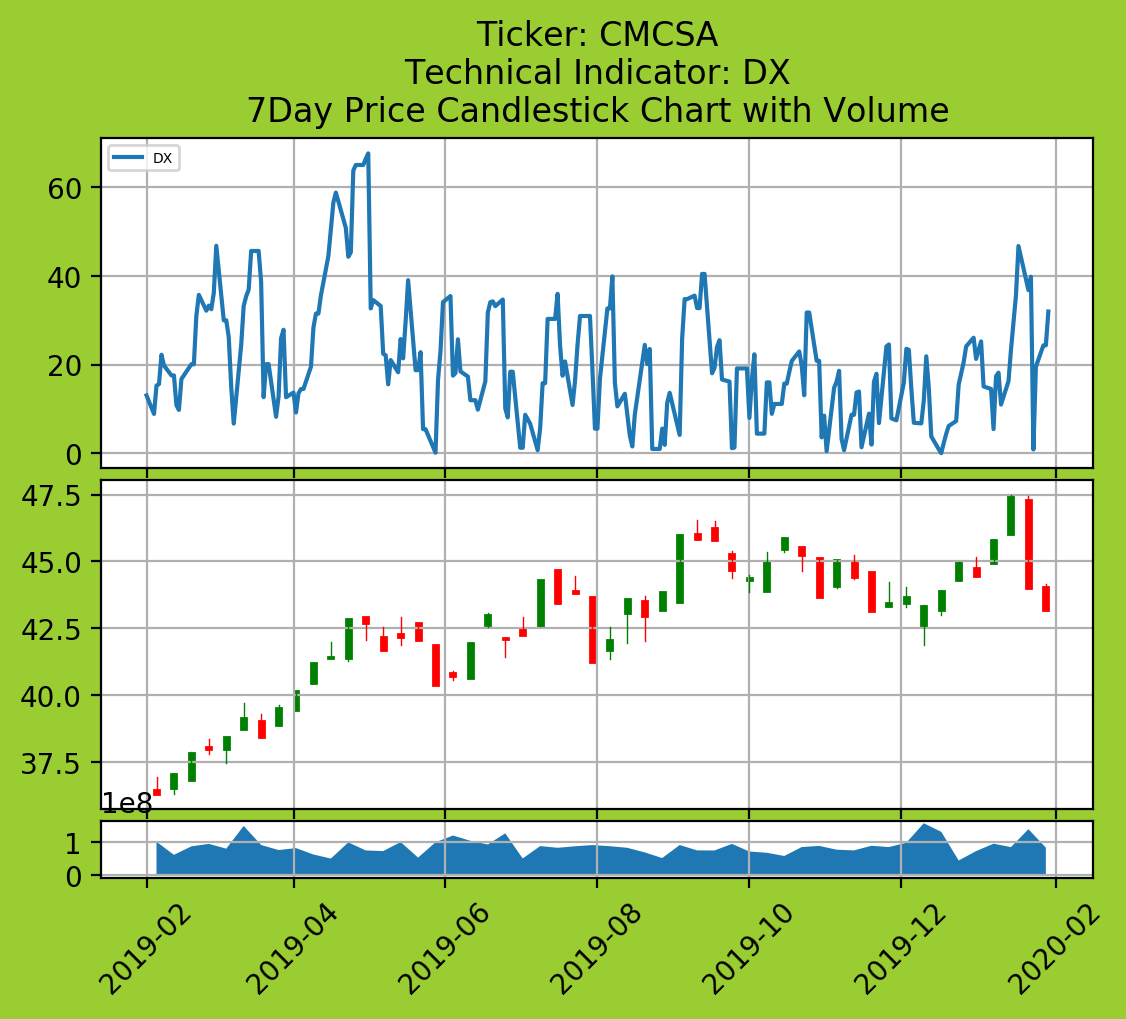 Ticker: CMCSA
Technical Indicator: DX
7Day Price Candlestick Chart with Volume
DX
60
40
20
0
47.5
45.0
42.5
40.0
37.5
1e8
1
0
2019-02 2019-04 2019-06 2019-08 2019-10 2019-12 2020-02